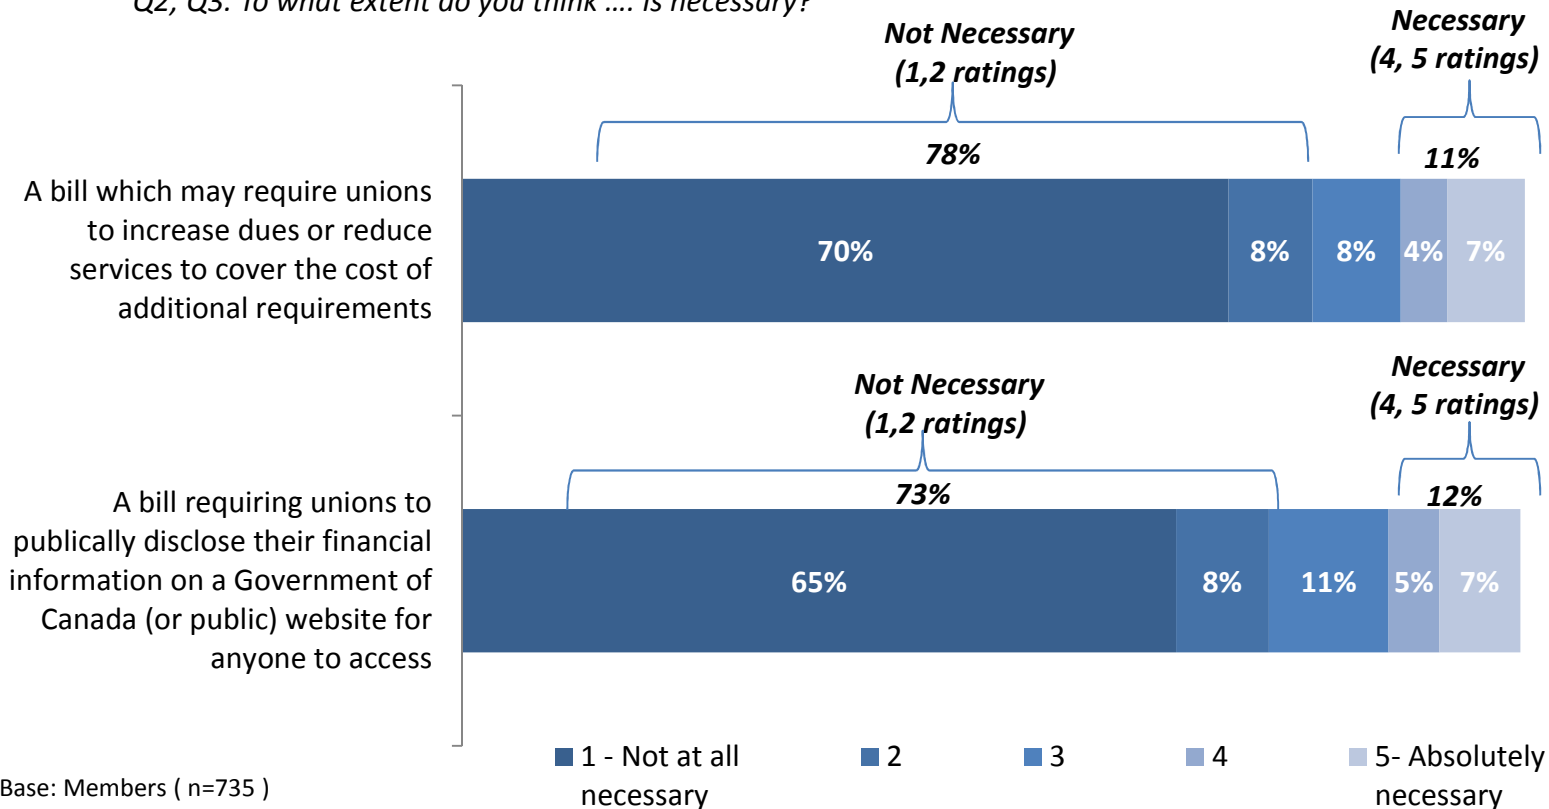 Q2, Q3. To what extent do you think .... is necessary?
Not Necessary
(1,2 ratings)
Necessary
(4, 5 ratings)
78%
11%
A bill which may require unions
to increase dues or reduce
services to cover the cost of
additional requirements
70%
8%
8%
4%
7%
Not Necessary
(1,2 ratings)
Necessary
(4, 5 ratings)
73%
12%
A bill requiring unions to
publically disclose their financial
information on a Government of
Canada (or public) website for
anyone to access
65%
8%
11%
5%
7%
1 - Not at all
necessary
2
3
4
5- Absolutely
necessary
Base: Members ( n=735 )